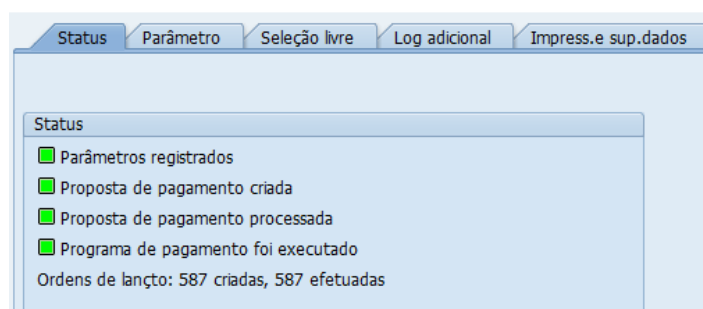 Status Parâmetro Seleção livre Log adicional Impress.e sup.dados
Status
Parâmetros registrados
Proposta de pagamento criada
Proposta de pagamento processada
Programa de pagamento foi executado
Ordens de lançto: 587 criadas, 587 efetuadas